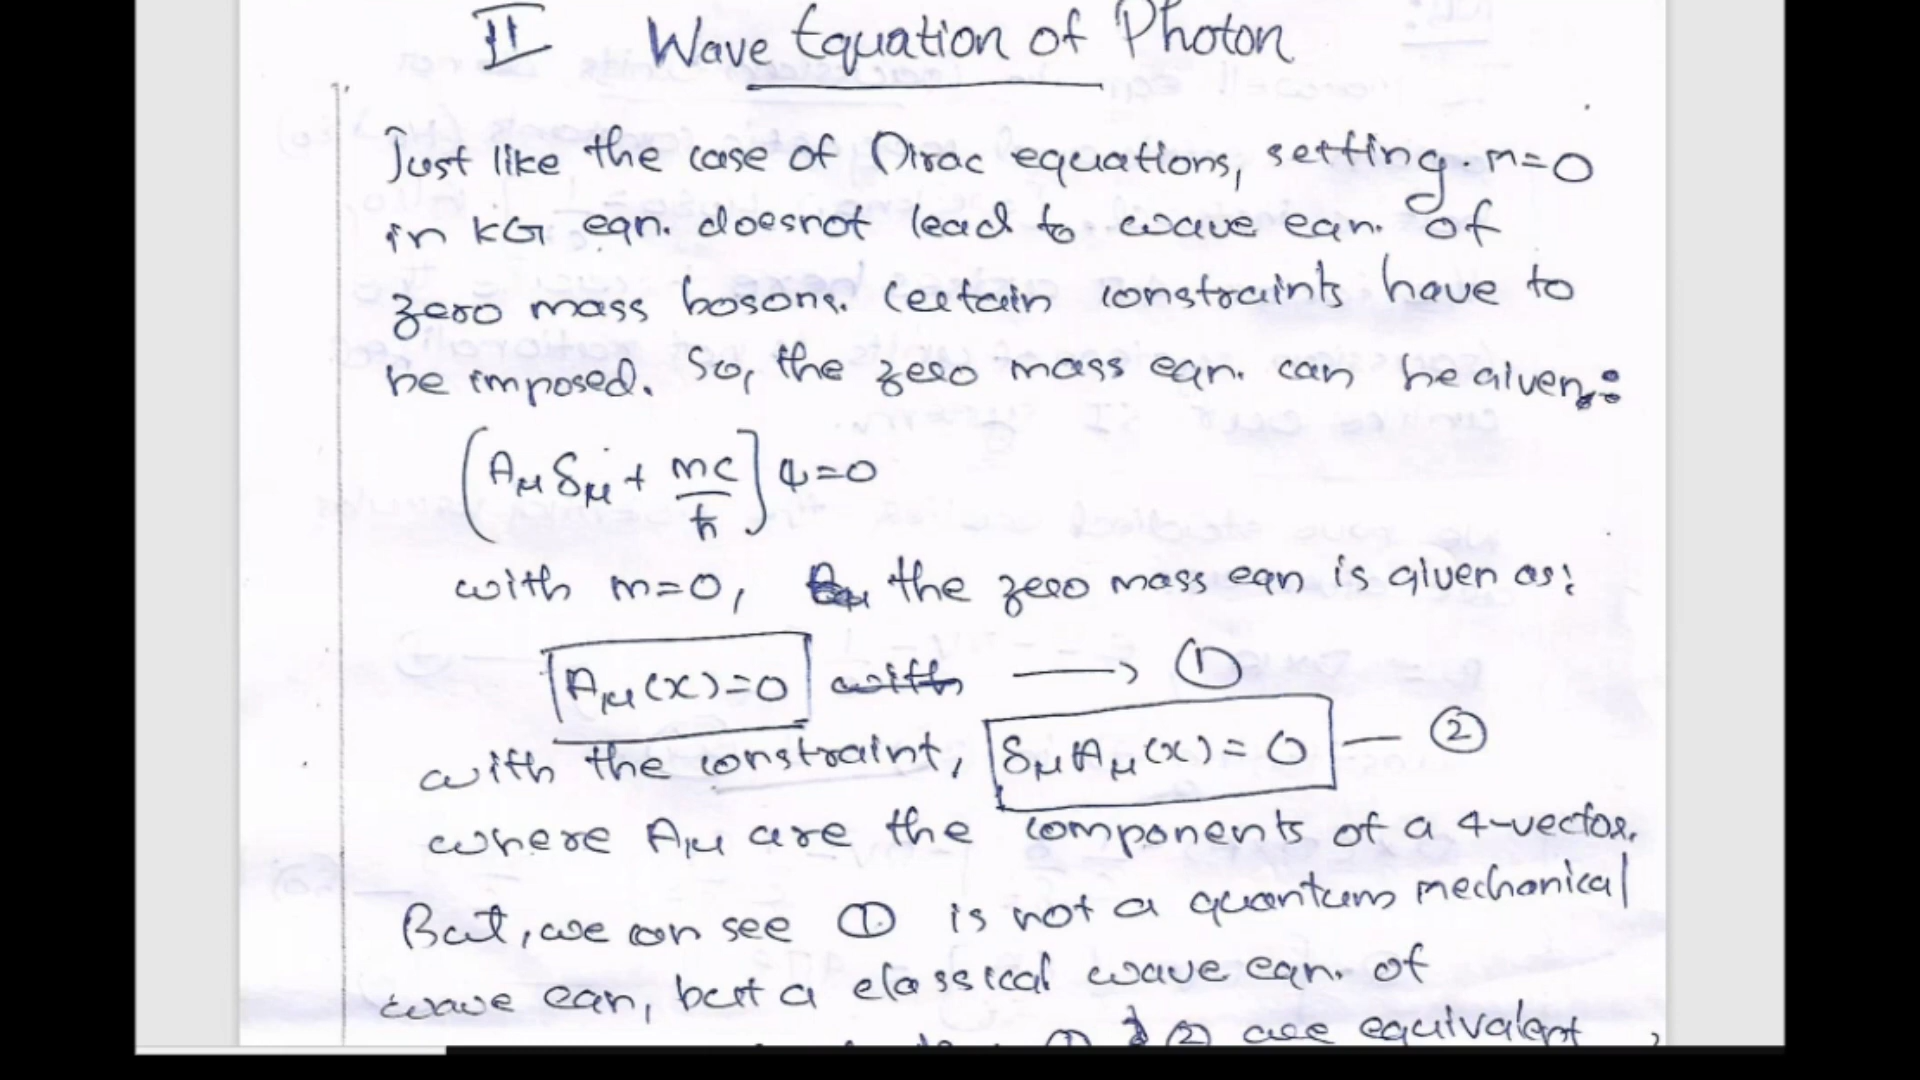 II Wave Equation of Photon
Just like the case of Dirac equations, setting m=0
in KG eqn. doesnot lead to wave eqn. of
zero mass bosons. Certain constraints have to
be imposed. So, the zero mass eqn. can be given:
(Aμ δμ + mc/ħ] ψ=0
with m=0, the zero mass eqn is given as:
Aμ(x)=0 with → ①
with the constraint, δμAμ(x)=0 — ②
where Aμ are the components of a 4-vector.
But, we can see ① is not a quantum mechanical
wave eqn, but a classical wave eqn. of
① & ② are equivalent